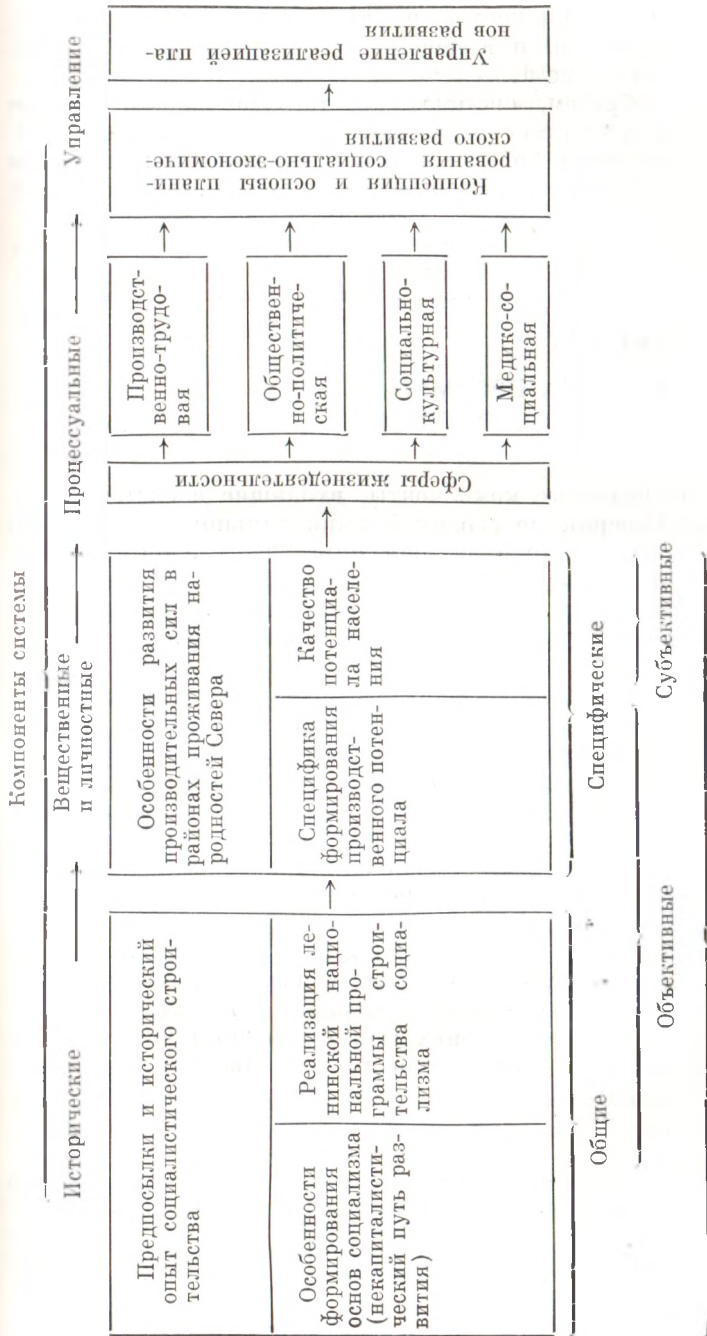 Компоненты системы
Исторические
Вещественные
и личностные
Процессуальные
Управление
Предпосылки и исторический
опыт социалистического строи-
тельства
Особенности
формирования
основ социализма
(некапиталисти-
ческий путь раз-
вития)
Реализация ле-
нинской нацио-
нальной про-
граммы строи-
тельства социа-
лизма
Особенности развития
производительных сил в
районах проживания на-
родностей Севера
Специфика
формирования
производст-
венного потен-
циала
Качество
потенциа-
ла населе-
ния
Сферы жизнедеятельности
Производст-
венно-трудо-
вая
Обществен-
но-политиче-
ская
Социально-
культурная
Медико-со-
циальная
Концепция и основы плани-
рования социально-экономиче-
ского развития
Управление реализацией пла-
нов развития
Общие
Специфические
Объективные
Субъективные